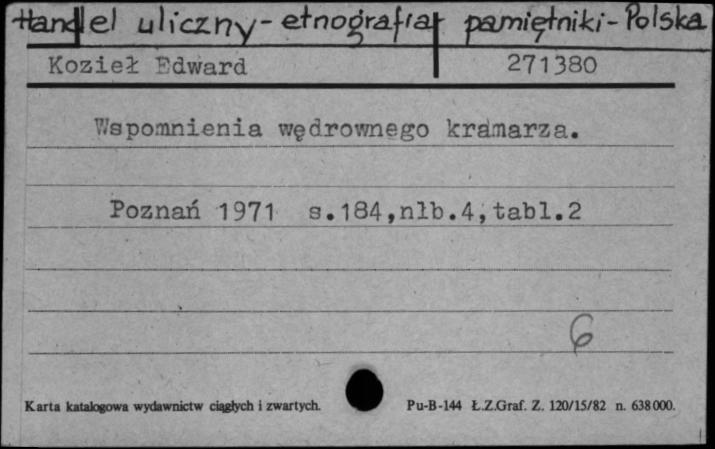 Handel uliczny - etnografia, pamiętniki - Polska
Kozieł Edward 271380
Wspomnienia wędrownego kramarza.
Poznań 1971 s.184,nlb.4,tabl.2
6
Karta katalogowa wydawnictw ciągłych i zwartych. Pu-B-144 Ł.Z.Graf. Z. 120/15/82 n. 638000.